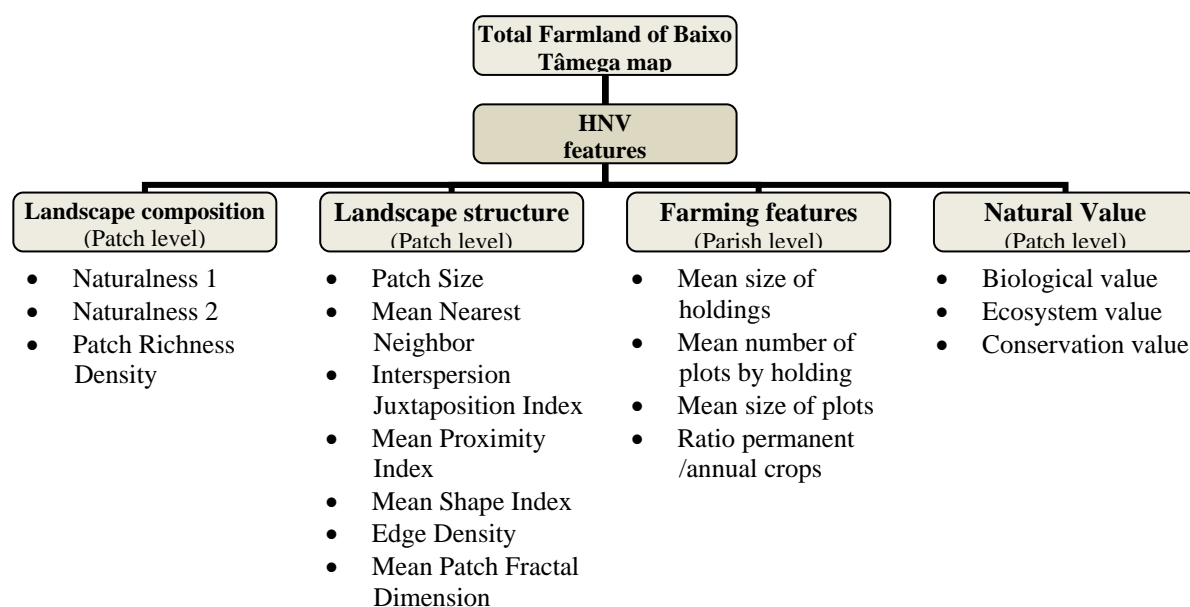 Total Farmland of Baixo
Tâmega map
HNV
features
Landscape composition
(Patch level)
• Naturalness 1
• Naturalness 2
• Patch Richness
Density
Landscape structure
(Patch level)
• Patch Size
• Mean Nearest
Neighbor
• Interspersion
Juxtaposition Index
• Mean Proximity
Index
• Mean Shape Index
• Edge Density
• Mean Patch Fractal
Dimension
Farming features
(Parish level)
• Mean size of
holdings
• Mean number of
plots by holding
• Mean size of plots
• Ratio permanent
/annual crops
Natural Value
(Patch level)
• Biological value
• Ecosystem value
• Conservation value